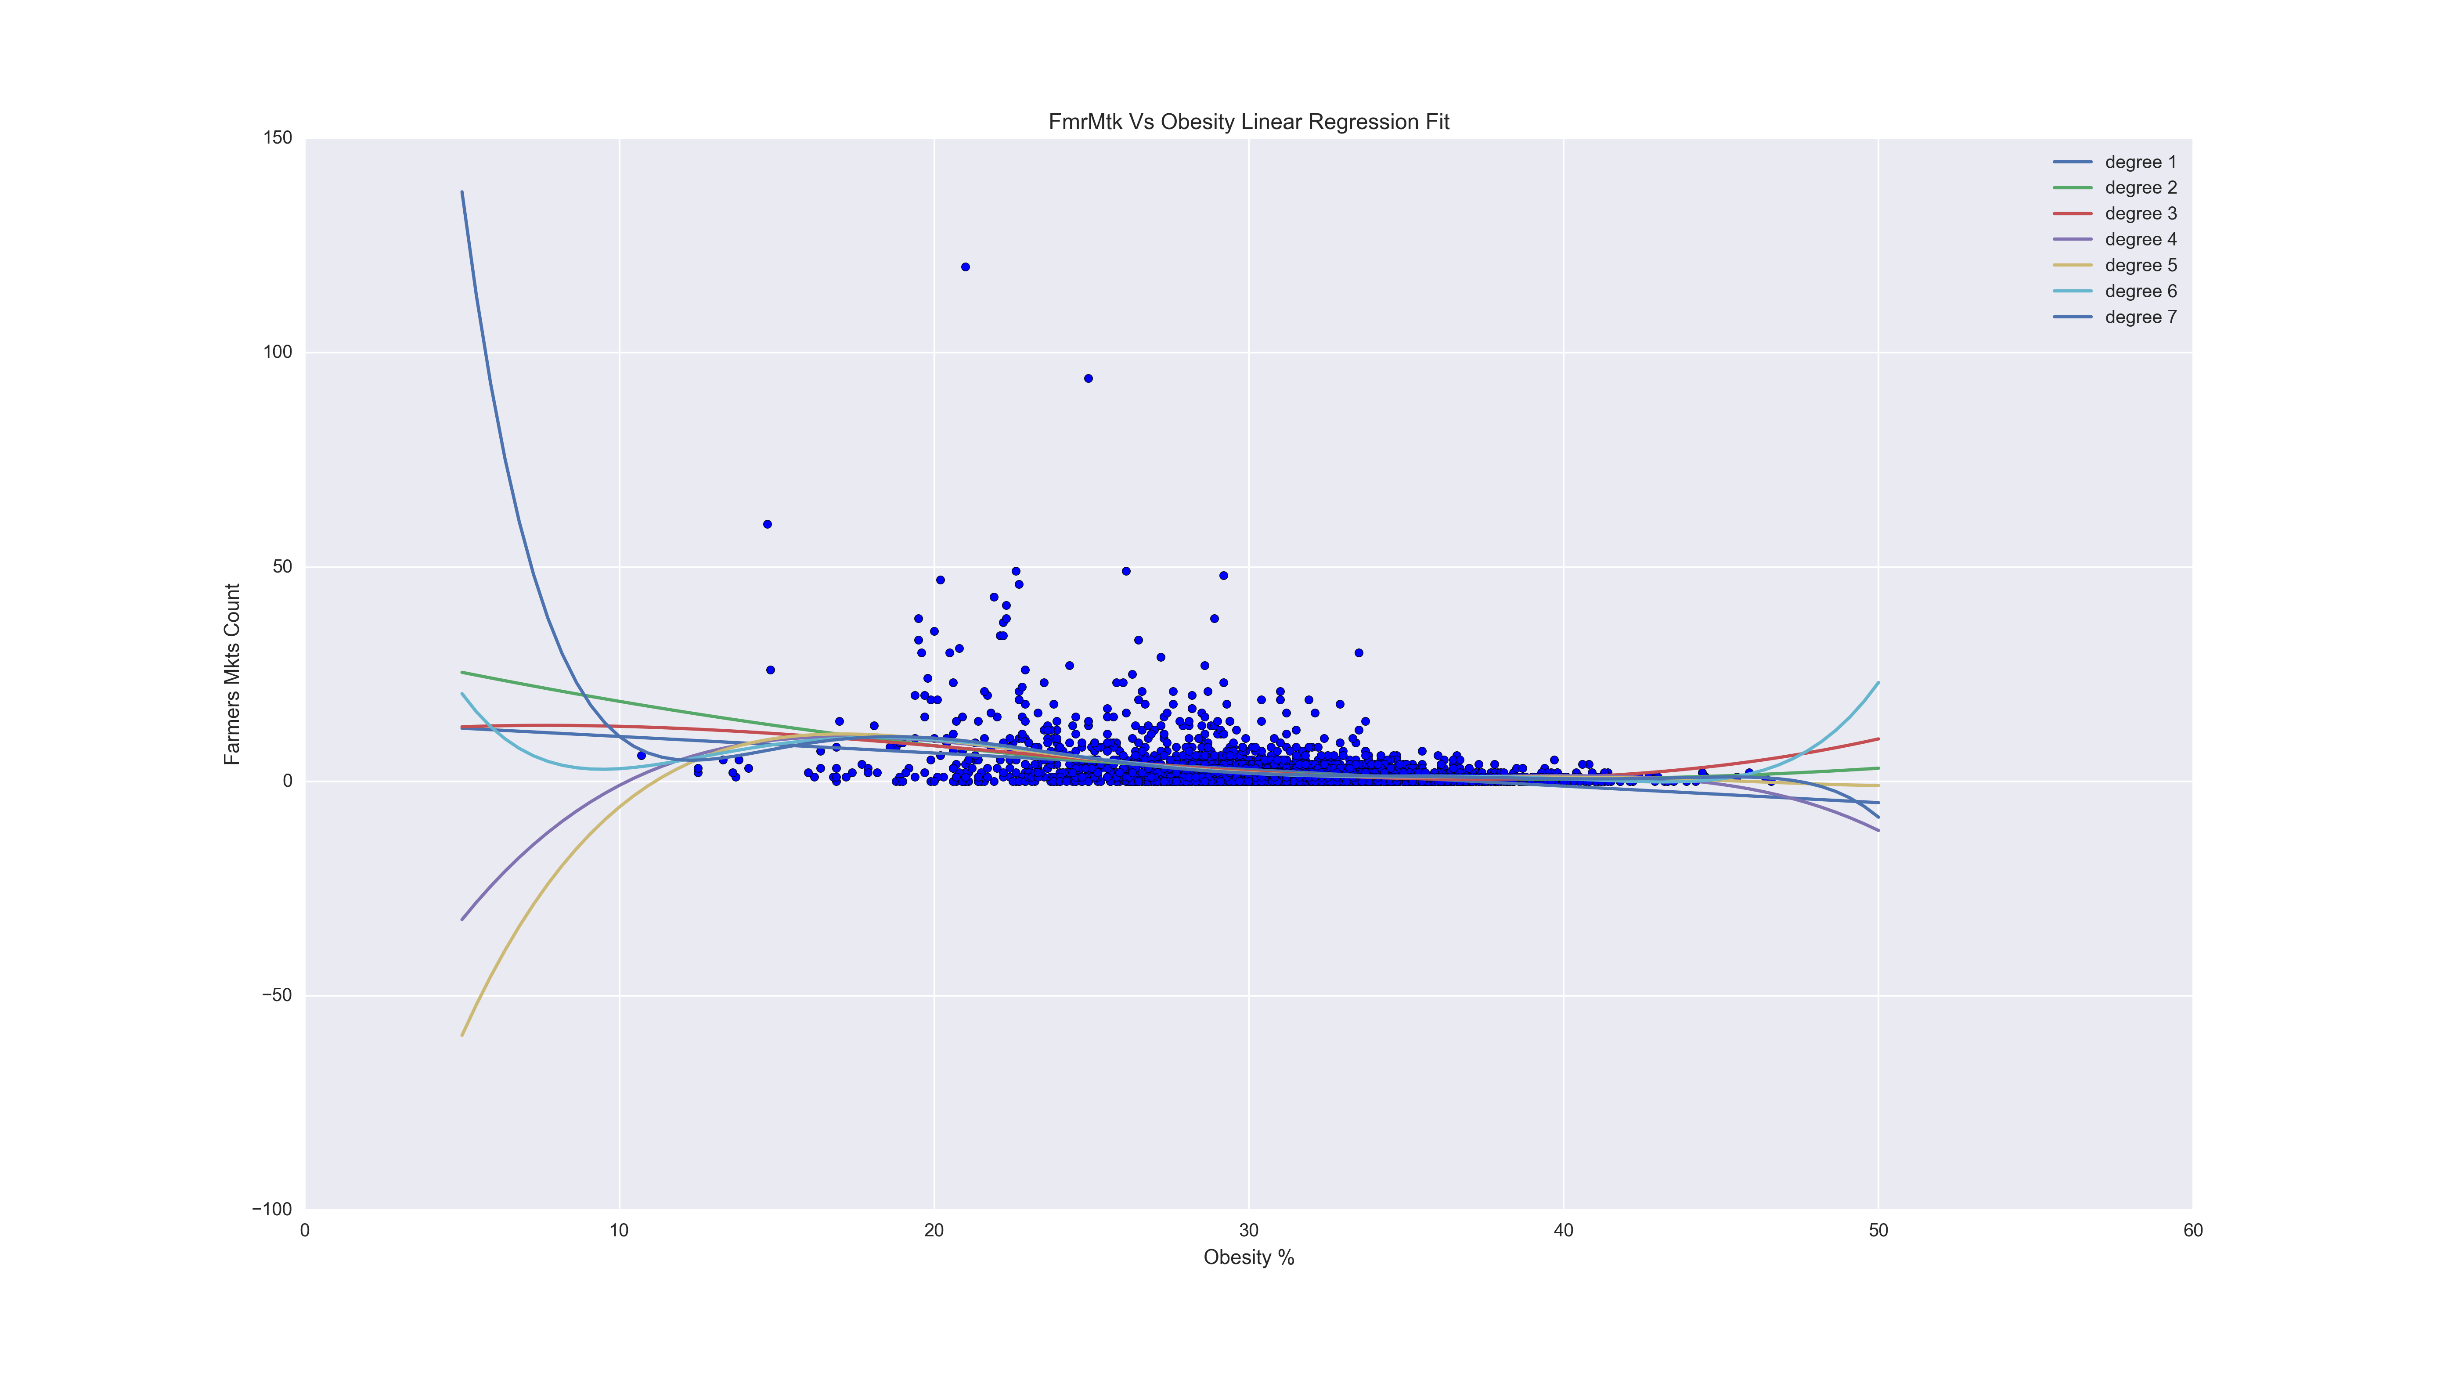 FmrMtk Vs Obesity Linear Regression Fit
150
100
50
0
−50
−100
Farmers Mkts Count
degree 1
degree 2
degree 3
degree 4
degree 5
degree 6
degree 7
0 10 20 30 40 50 60
Obesity %